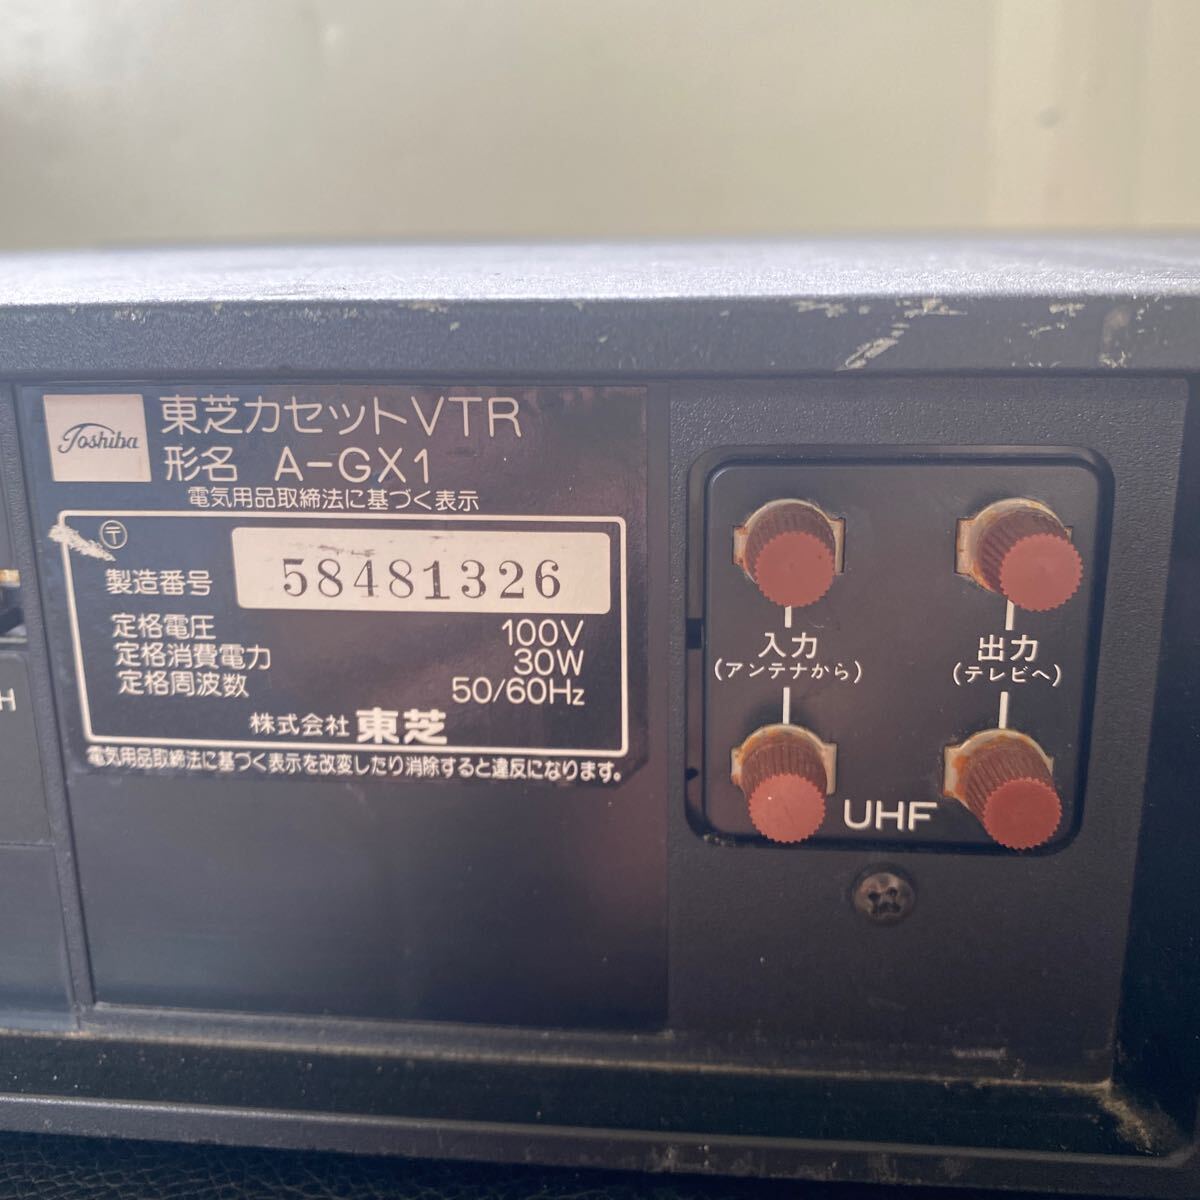 Toshiba
東芝カセットVTR
形名 A-GX1
電気用品取締法に基づく表示
〒
製造番号 58481326
定格電圧 100V
定格消費電力 30W
定格周波数 50/60Hz
株式会社 東芝
電気用品取締法に基づく表示を改変したり消除すると違反になります。
入力
(アンテナから)
出力
(テレビへ)
UHF
H